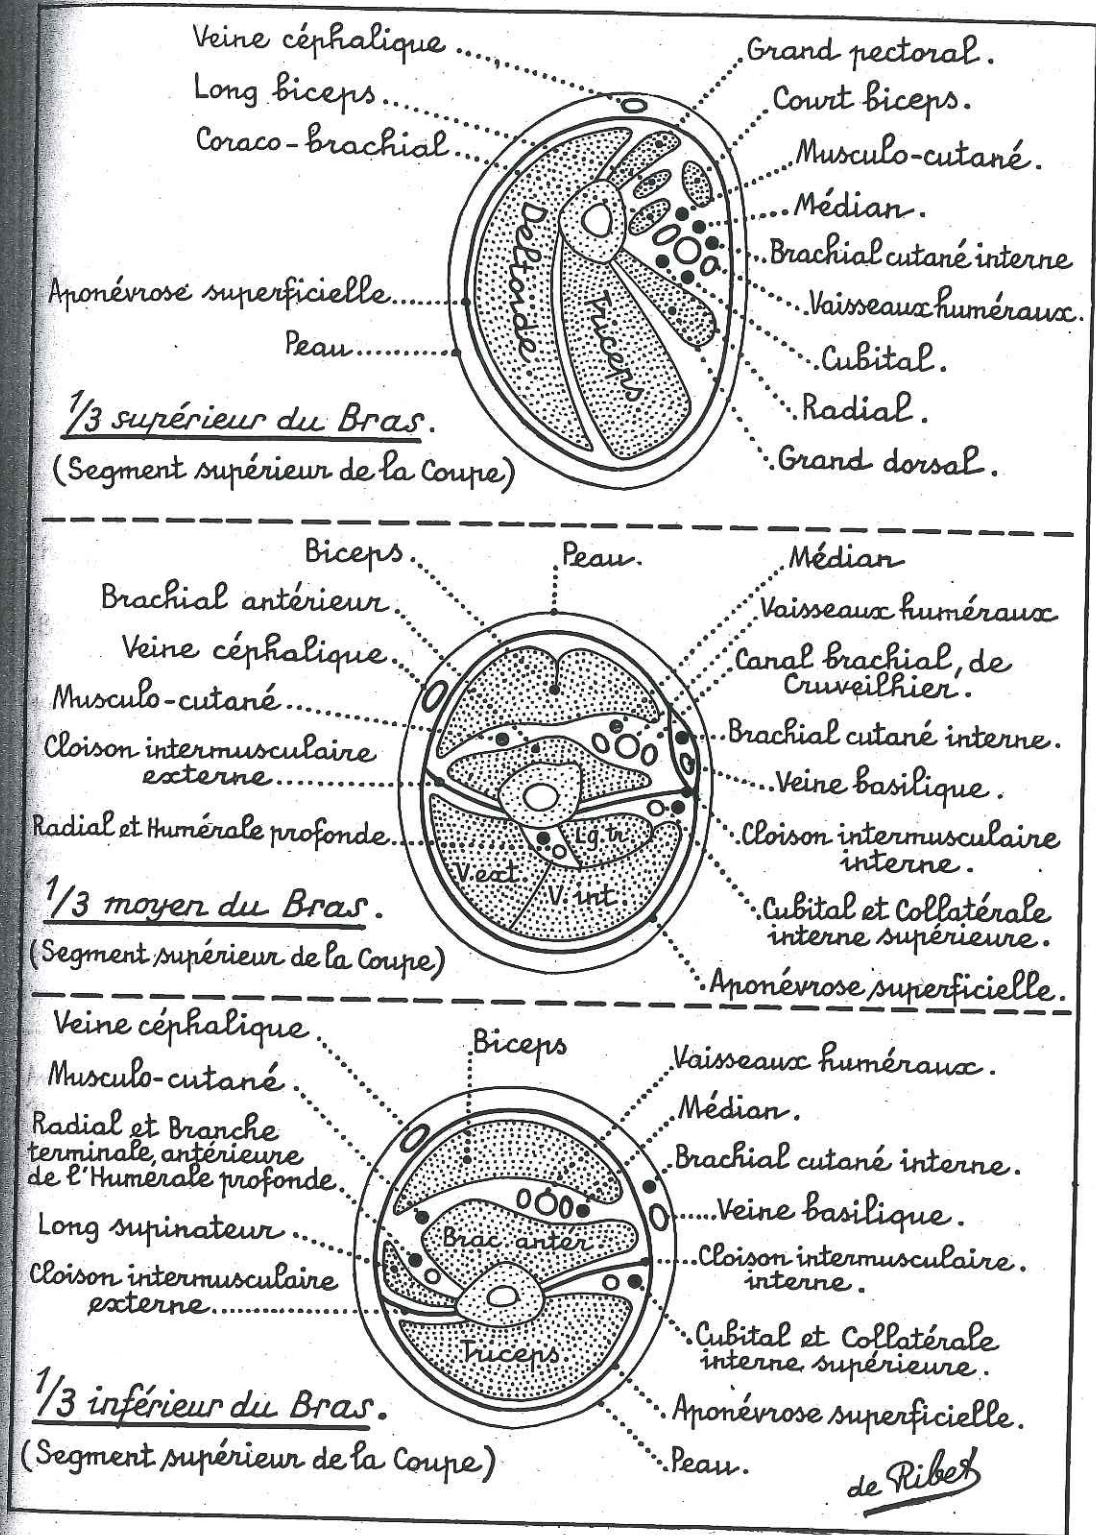 Veine céphalique
Long biceps
Coraco-brachial
Aponévrose superficielle
Peau
Grand pectoral.
Court biceps.
Musculo-cutané.
Médian.
Brachial cutané interne
Vaisseaux huméraux.
Cubital.
Radial.
Grand dorsal.
Deltoïde.
Triceps.
1/3 supérieur du Bras.
(Segment supérieur de la Coupe)
Biceps.
Peau.
Brachial antérieur
Veine céphalique
Musculo-cutané
Cloison intermusculaire
externe
Radial et Humérale profonde
Médian
Vaisseaux huméraux
Canal brachial, de
Cruveilhier.
Brachial cutané interne.
Veine basilique.
Cloison intermusculaire
interne.
Cubital et Collatérale
interne supérieure.
Aponévrose superficielle.
Lg. tr.
V. ext.
V. int.
1/3 moyen du Bras.
(Segment supérieur de la Coupe)
Veine céphalique
Musculo-cutané
Radial et Branche
terminale antérieure
de l'Humérale profonde
Long supinateur
Cloison intermusculaire
externe
Biceps
Vaisseaux huméraux.
Médian.
Brachial cutané interne.
Veine basilique.
Cloison intermusculaire.
interne.
Cubital et Collatérale
interne supérieure.
Aponévrose superficielle.
Peau.
Brac. anter
Triceps.
1/3 inférieur du Bras.
(Segment supérieur de la Coupe)
de Ribet